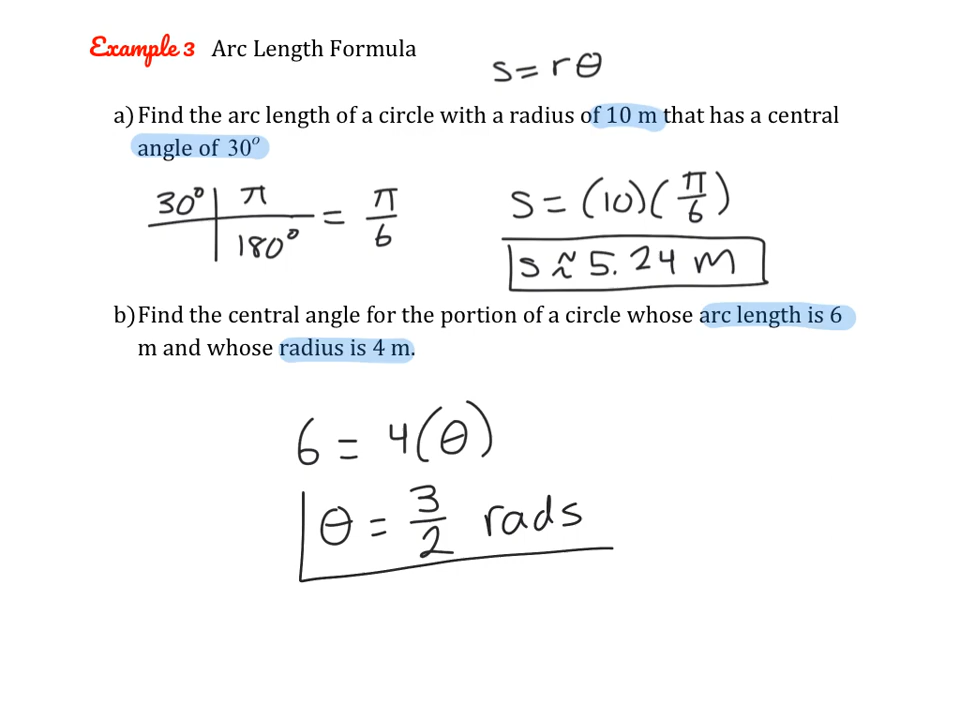 Example 3 Arc Length Formula
s = rθ
a) Find the arc length of a circle with a radius of 10 m that has a central
angle of 30°
30° | π
180° = π/6
s = (10)(π/6)
s ≈ 5.24 m
b) Find the central angle for the portion of a circle whose arc length is 6
m and whose radius is 4 m.
6 = 4(θ)
θ = 3/2 rads